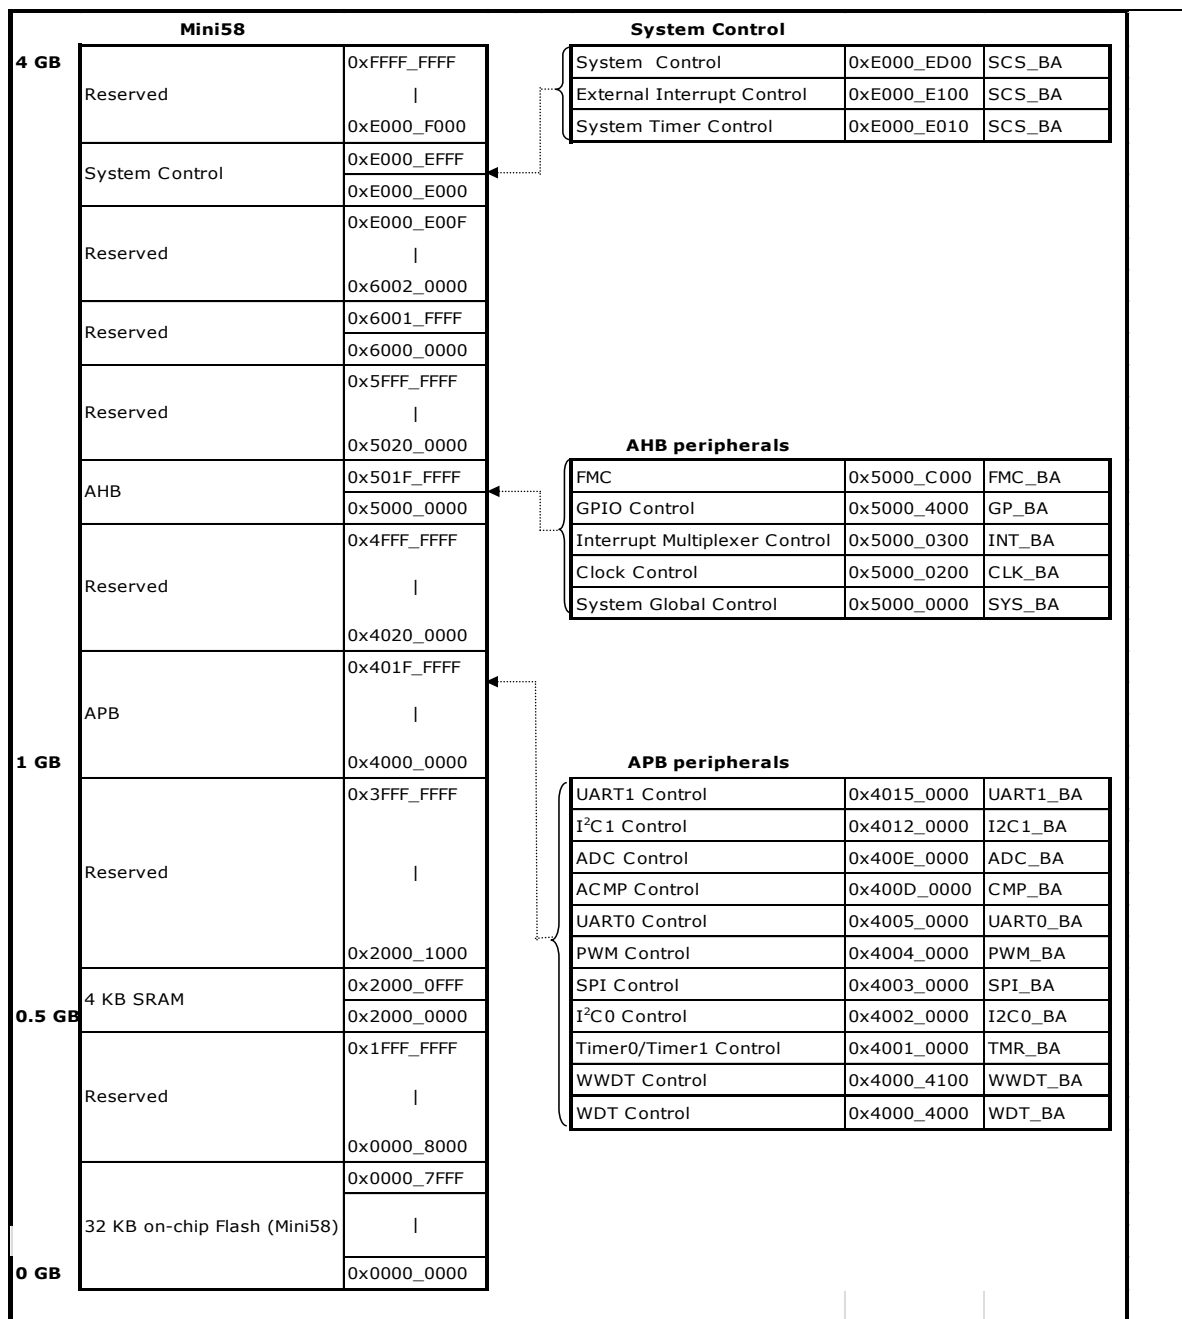 Mini58 System Control
4 GB 0xFFFF_FFFF System Control 0xE000_ED00 SCS_BA
Reserved | External Interrupt Control 0xE000_E100 SCS_BA
0xE000_F000 System Timer Control 0xE000_E010 SCS_BA
0xE000_EFFF
System Control
0xE000_E000
0xE000_E00F
Reserved |
0x6002_0000
0x6001_FFFF
Reserved
0x6000_0000
0x5FFF_FFFF
Reserved |
0x5020_0000 AHB peripherals
0x501F_FFFF FMC 0x5000_C000 FMC_BA
AHB
0x5000_0000 GPIO Control 0x5000_4000 GP_BA
0x4FFF_FFFF Interrupt Multiplexer Control 0x5000_0300 INT_BA
Reserved | Clock Control 0x5000_0200 CLK_BA
System Global Control 0x5000_0000 SYS_BA
0x4020_0000
0x401F_FFFF
APB |
1 GB 0x4000_0000 APB peripherals
0x3FFF_FFFF UART1 Control 0x4015_0000 UART1_BA
I²C1 Control 0x4012_0000 I2C1_BA
ADC Control 0x400E_0000 ADC_BA
Reserved | ACMP Control 0x400D_0000 CMP_BA
UART0 Control 0x4005_0000 UART0_BA
0x2000_1000 PWM Control 0x4004_0000 PWM_BA
0x2000_0FFF SPI Control 0x4003_0000 SPI_BA
4 KB SRAM
0.5 GB 0x2000_0000 I²C0 Control 0x4002_0000 I2C0_BA
0x1FFF_FFFF Timer0/Timer1 Control 0x4001_0000 TMR_BA
WWDT Control 0x4000_4100 WWDT_BA
Reserved | WDT Control 0x4000_4000 WDT_BA
0x0000_8000
0x0000_7FFF
32 KB on-chip Flash (Mini58) |
0 GB 0x0000_0000